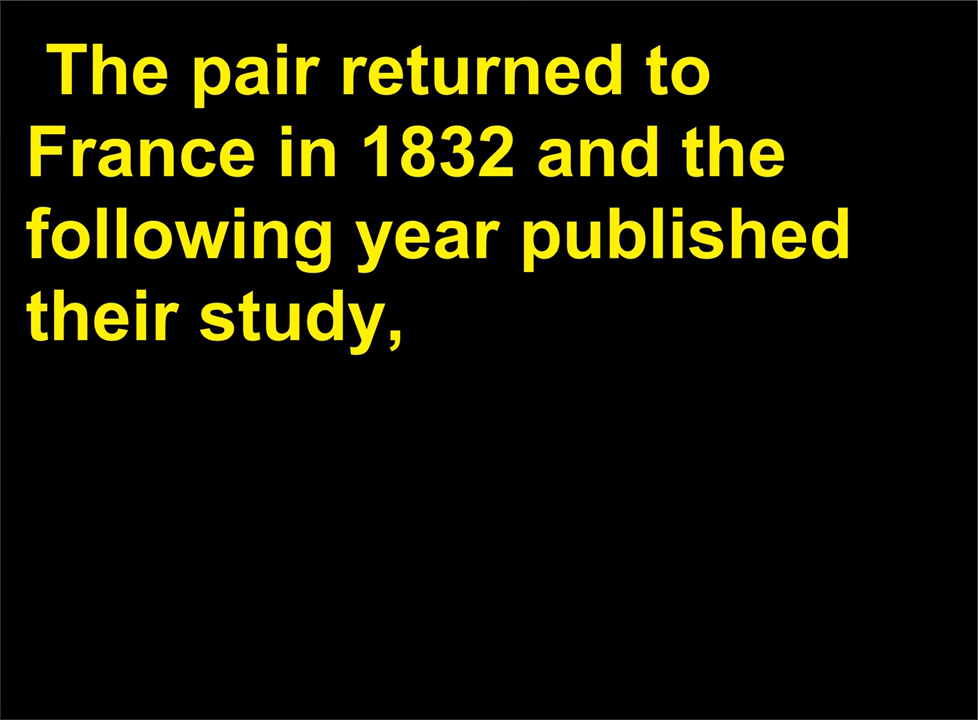 The pair returned to
France in 1832 and the
following year published
their study,